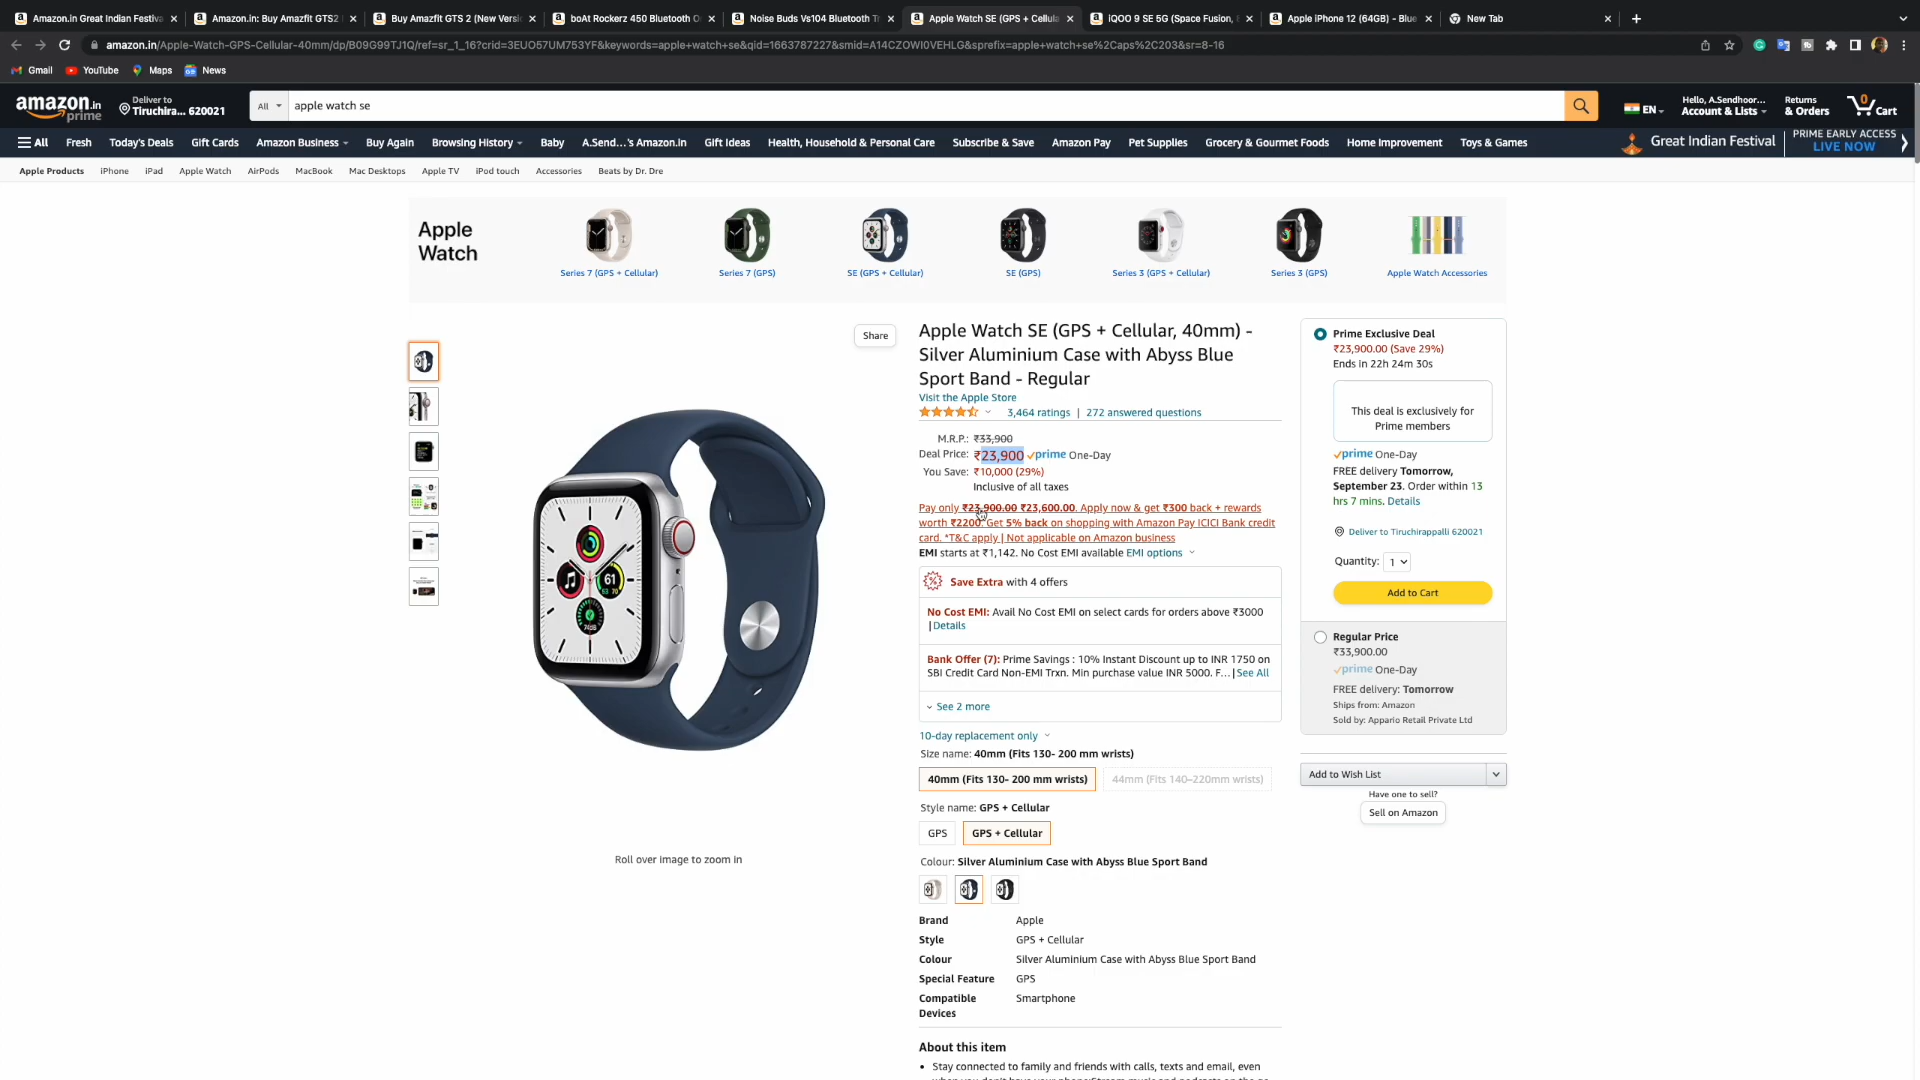 Amazon.in Great Indian Festiva
Amazon.in: Buy Amazfit GTS2
Buy Amazfit GTS 2 (New Versi
boAt Rockerz 450 Bluetooth O
Noise Buds Vs104 Bluetooth Tr
Apple Watch SE (GPS + Cellula
iQOO 9 SE 5G (Space Fusion, 8
Apple iPhone 12 (64GB) - Blue
New Tab
amazon.in/Apple-Watch-GPS-Cellular-40mm/dp/B09G99TJ1Q/ref=sr_1_16?crid=3EUO57UM753YF&keywords=apple+watch+se&qid=1663787227&smid=A14CZOWI0VEHLG&sprefix=apple+watch+se%2Caps%2C203&sr=8-16
Gmail YouTube Maps News
amazon.in
prime
Deliver to
Tiruchira... 620021
All
apple watch se
EN
Hello, A.Sendhoor...
Account & Lists
Returns
& Orders
0
Cart
All Fresh Today's Deals Gift Cards Amazon Business Buy Again Browsing History Baby A.Send...'s Amazon.in Gift Ideas Health, Household & Personal Care Subscribe & Save Amazon Pay Pet Supplies Grocery & Gourmet Foods Home Improvement Toys & Games
Great Indian Festival
PRIME EARLY ACCESS
LIVE NOW
Apple Products iPhone iPad Apple Watch AirPods MacBook Mac Desktops Apple TV iPod touch Accessories Beats by Dr. Dre
Apple
Watch
Series 7 (GPS + Cellular) Series 7 (GPS) SE (GPS + Cellular) SE (GPS) Series 3 (GPS + Cellular) Series 3 (GPS) Apple Watch Accessories
Share
Apple Watch SE (GPS + Cellular, 40mm) -
Silver Aluminium Case with Abyss Blue
Sport Band - Regular
Visit the Apple Store
3,464 ratings | 272 answered questions
M.R.P.: ₹33,900
Deal Price: ₹23,900 prime One-Day
You Save: ₹10,000 (29%)
Inclusive of all taxes
Pay only ₹23,900.00 ₹23,600.00. Apply now & get ₹300 back + rewards
worth ₹2200. Get 5% back on shopping with Amazon Pay ICICI Bank credit
card. *T&C apply | Not applicable on Amazon business
EMI starts at ₹1,142. No Cost EMI available EMI options
Save Extra with 4 offers
No Cost EMI: Avail No Cost EMI on select cards for orders above ₹3000
|Details
Bank Offer (7): Prime Savings : 10% Instant Discount up to INR 1750 on
SBI Credit Card Non-EMI Trxn. Min purchase value INR 5000. F... |See All
See 2 more
10-day replacement only
Size name: 40mm (Fits 130- 200 mm wrists)
40mm (Fits 130- 200 mm wrists) 44mm (Fits 140–220mm wrists)
Style name: GPS + Cellular
GPS GPS + Cellular
Colour: Silver Aluminium Case with Abyss Blue Sport Band
Brand Apple
Style GPS + Cellular
Colour Silver Aluminium Case with Abyss Blue Sport Band
Special Feature GPS
Compatible Smartphone
Devices
About this item
• Stay connected to family and friends with calls, texts and email, even
Roll over image to zoom in
61
Prime Exclusive Deal
₹23,900.00 (Save 29%)
Ends in 22h 24m 30s
This deal is exclusively for
Prime members
prime One-Day
FREE delivery Tomorrow,
September 23. Order within 13
hrs 7 mins. Details
Deliver to Tiruchirappalli 620021
Quantity: 1
Add to Cart
Regular Price
₹33,900.00
prime One-Day
FREE delivery: Tomorrow
Ships from: Amazon
Sold by: Appario Retail Private Ltd
Add to Wish List
Have one to sell?
Sell on Amazon